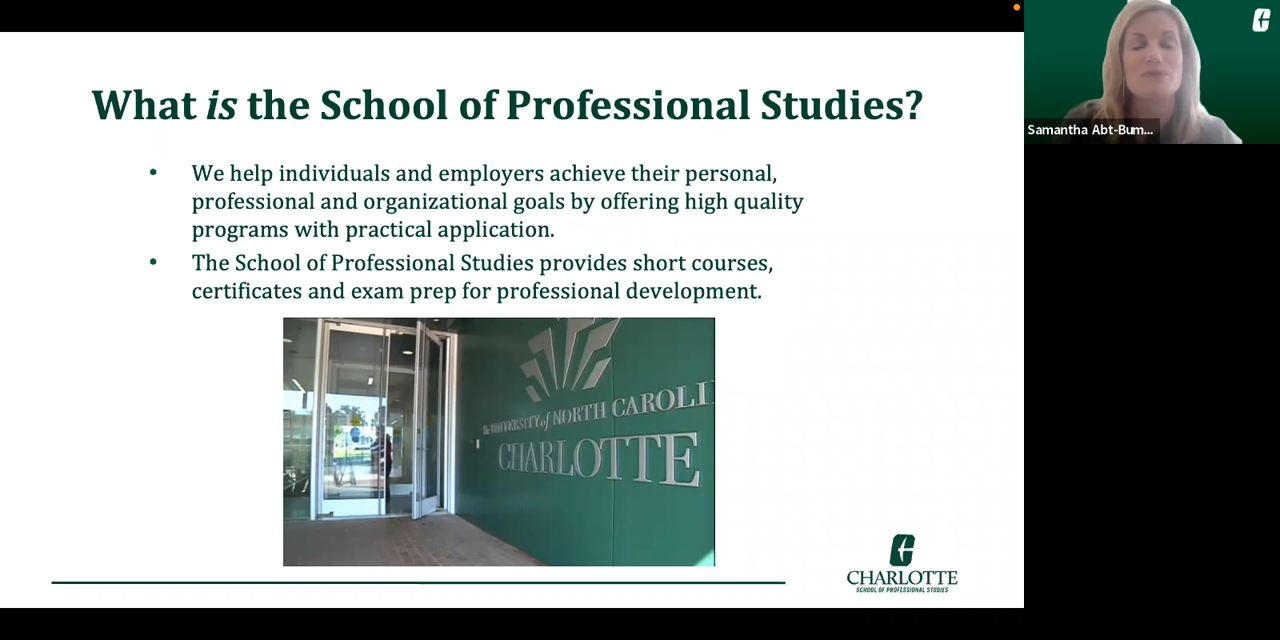 What is the School of Professional Studies?
• We help individuals and employers achieve their personal,
professional and organizational goals by offering high quality
programs with practical application.
• The School of Professional Studies provides short courses,
certificates and exam prep for professional development.
The UNIVERSITY of NORTH CAROLI
CHARLOTTE
CHARLOTTE
SCHOOL OF PROFESSIONAL STUDIES
Samantha Abt-Bum...